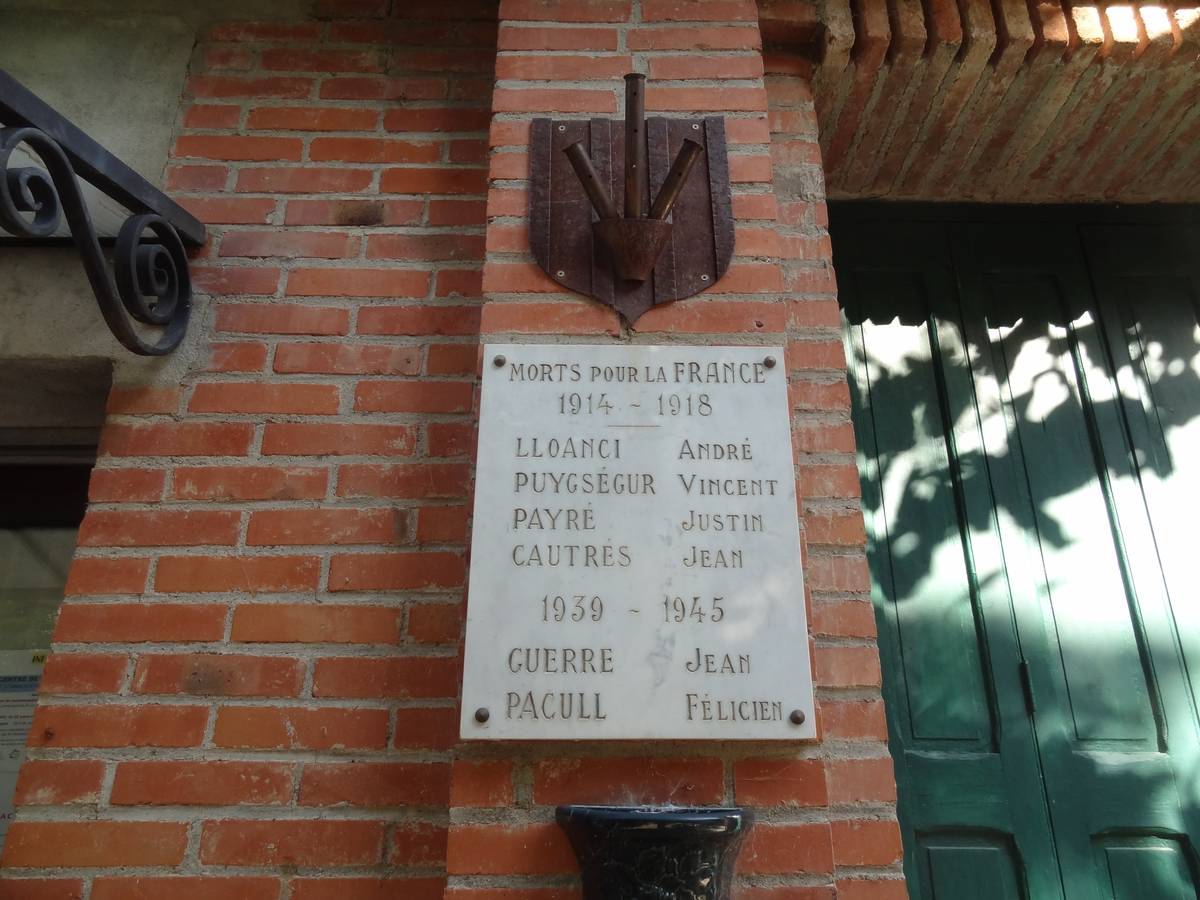 MORTS POUR LA FRANCE
1914 - 1918
LLOANCI ANDRÉ
PUYGSÉGUR VINCENT
PAYRÉ JUSTIN
CAUTRÉS JEAN
1939 - 1945
GUERRE JEAN
PACULL FÉLICIEN